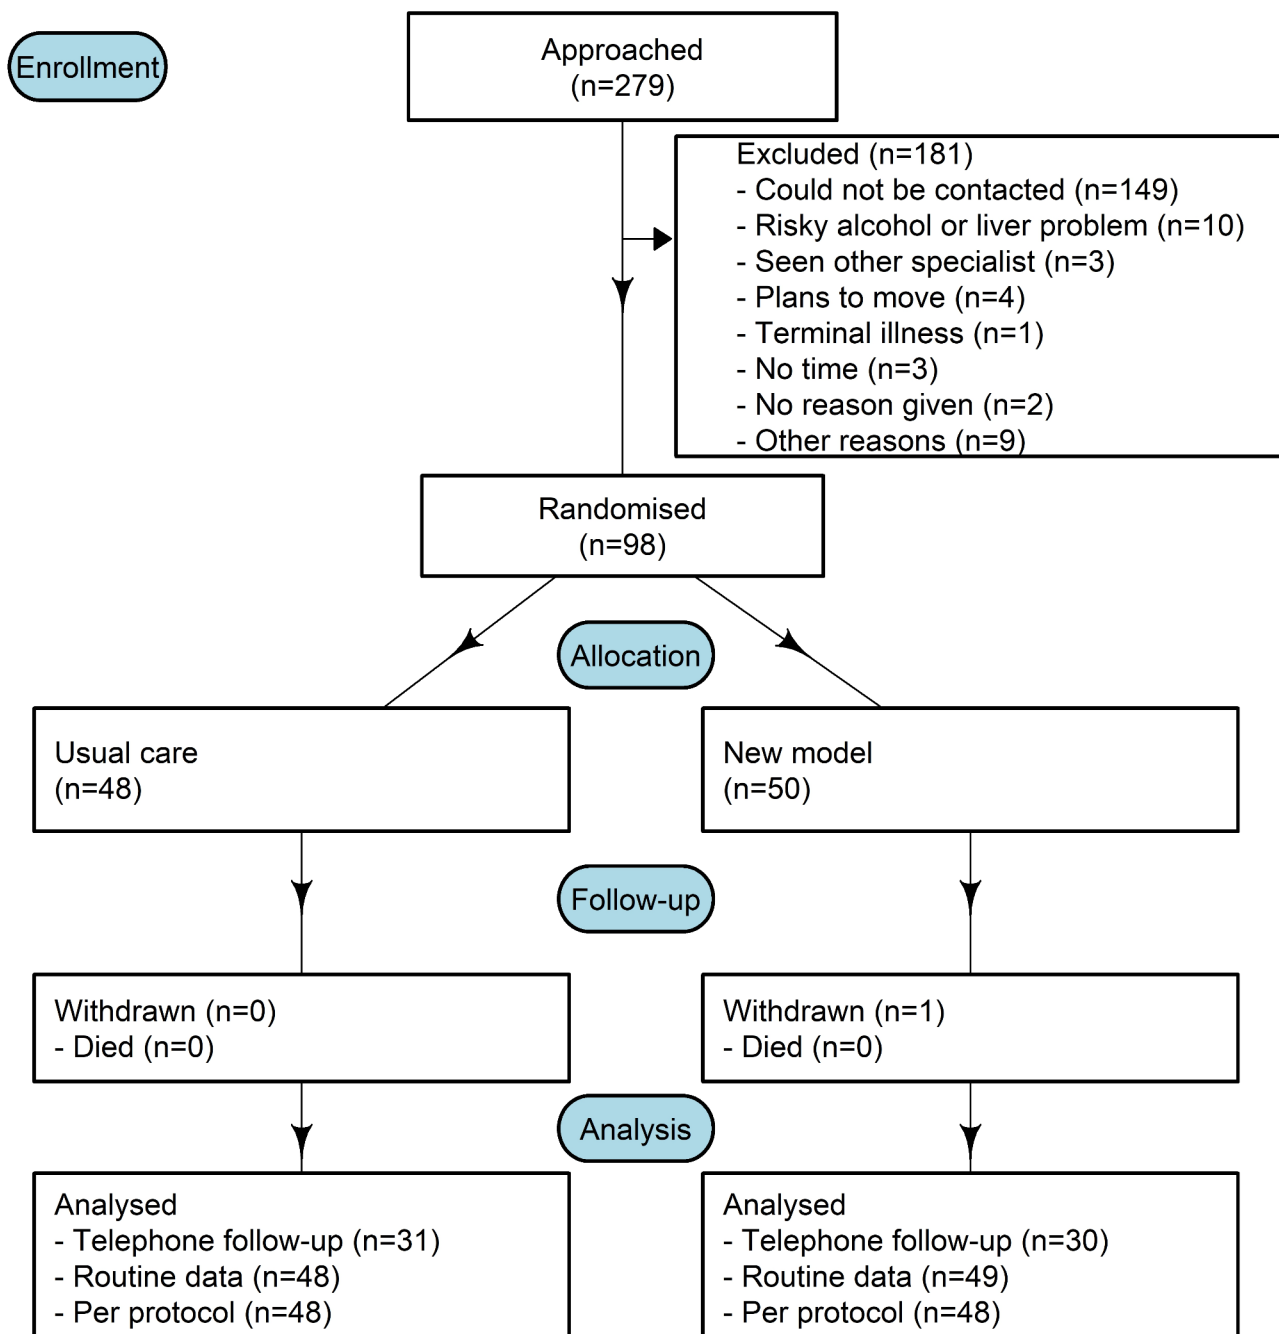 Enrollment
Approached
(n=279)
Excluded (n=181)
- Could not be contacted (n=149)
- Risky alcohol or liver problem (n=10)
- Seen other specialist (n=3)
- Plans to move (n=4)
- Terminal illness (n=1)
- No time (n=3)
- No reason given (n=2)
- Other reasons (n=9)
Randomised
(n=98)
Allocation
Usual care
(n=48)
New model
(n=50)
Follow-up
Withdrawn (n=0)
- Died (n=0)
Withdrawn (n=1)
- Died (n=0)
Analysis
Analysed
- Telephone follow-up (n=31)
- Routine data (n=48)
- Per protocol (n=48)
Analysed
- Telephone follow-up (n=30)
- Routine data (n=49)
- Per protocol (n=48)